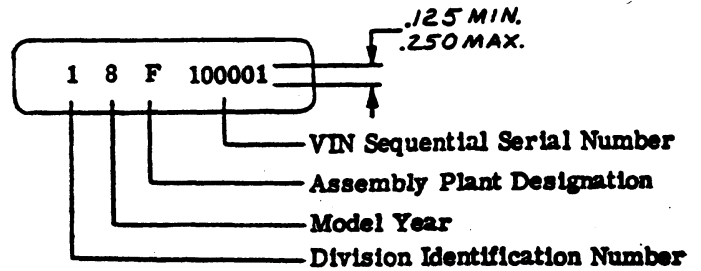 .125 MIN.
.250 MAX.
1 8 F 100001
VIN Sequential Serial Number
Assembly Plant Designation
Model Year
Division Identification Number